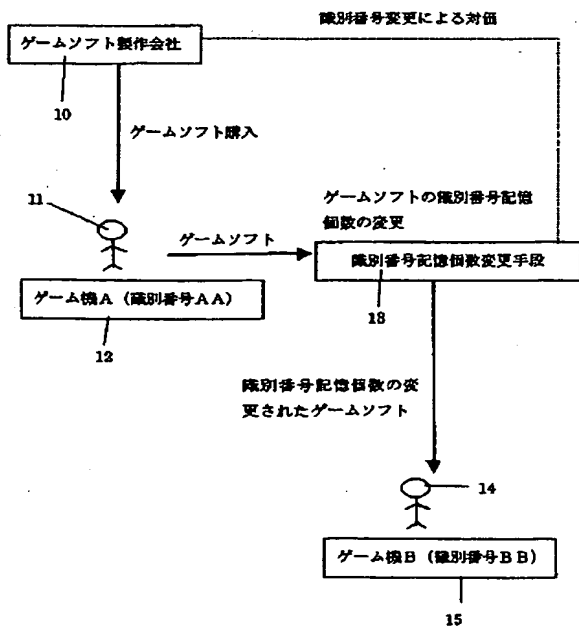 識別番号変更による対価
ゲームソフト製作会社
10
ゲームソフト購入
11
ゲームソフトの識別番号記憶
個数の変更
ゲームソフト
識別番号記憶個数変更手段
ゲーム機A(識別番号AA)
18
12
識別番号記憶個数の変
更されたゲームソフト
14
ゲーム機B(識別番号BB)
15